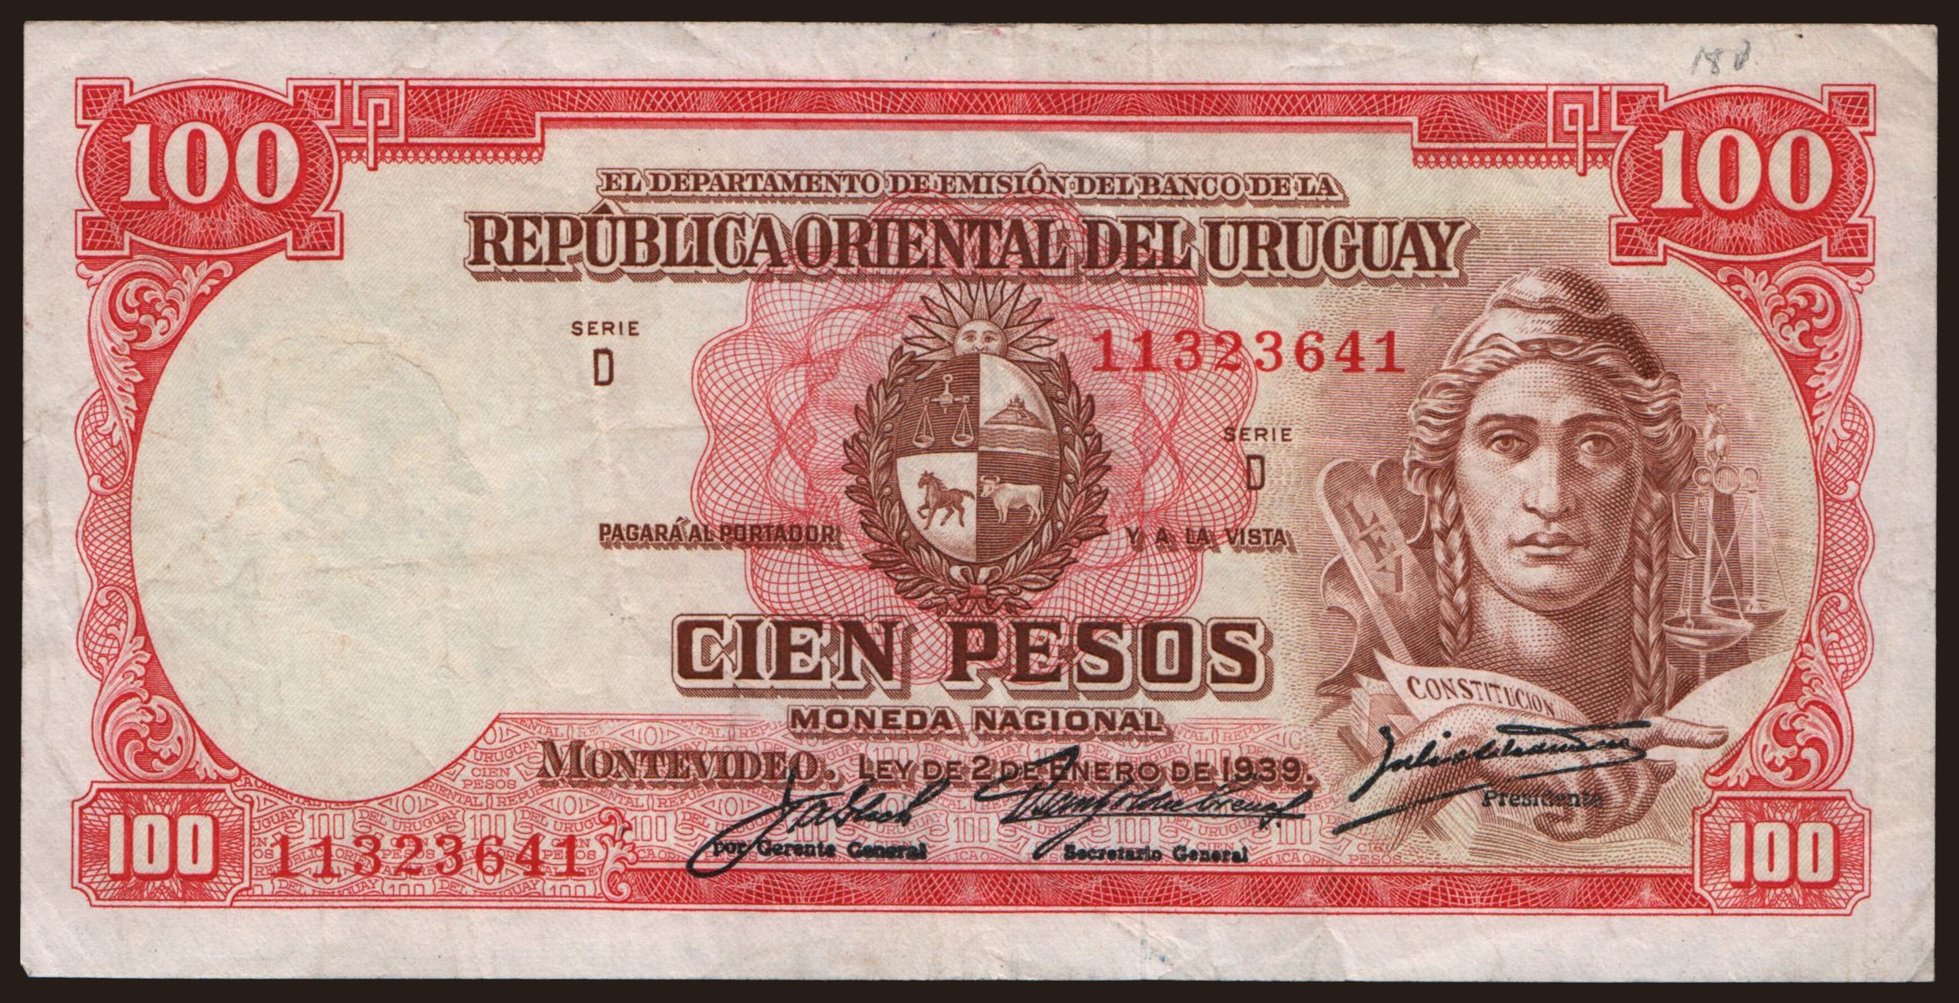 180
100
100
EL DEPARTAMENTO DE EMISIÓN DEL BANCO DE LA
REPÚBLICA ORIENTAL DEL URUGUAY
SERIE
D
11323641
SERIE
D
LEY
PAGARÁ AL PORTADOR
Y A LA VISTA
CIEN PESOS
CONSTITUCION
MONEDA NACIONAL
MONTEVIDEO. LEY DE 2 DE ENERO DE 1939.
Presidente
100
11323641
por Gerente General
Secretario General
100